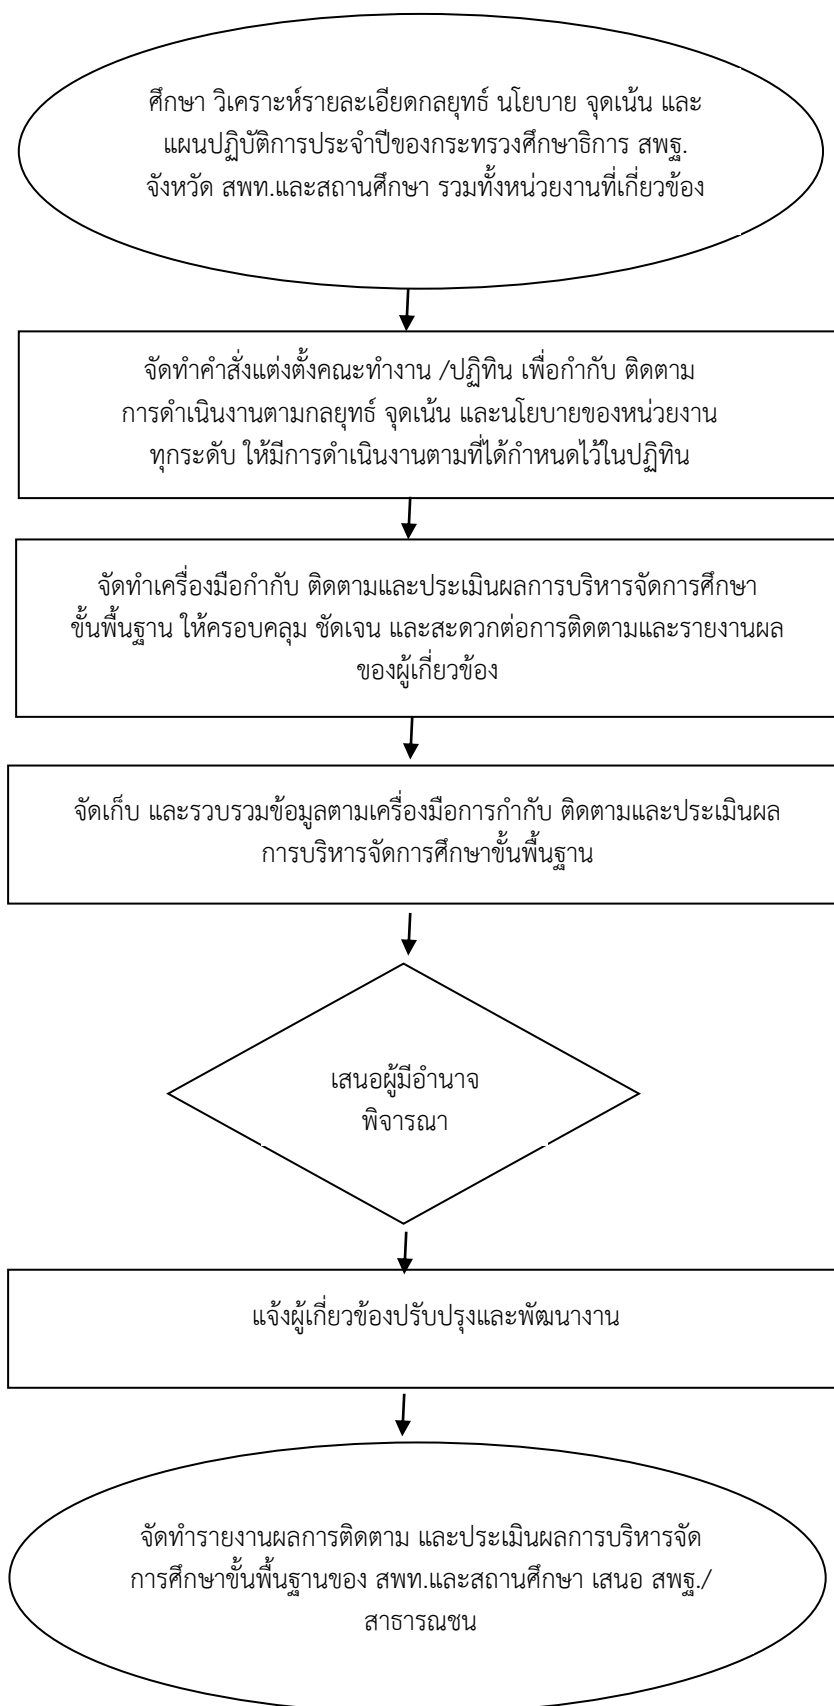 ศึกษา วิเคราะห์รายละเอียดกลยุทธ์ นโยบาย จุดเน้น และ
แผนปฏิบัติการประจำปีของกระทรวงศึกษาธิการ สพฐ.
จังหวัด สพท.และสถานศึกษา รวมทั้งหน่วยงานที่เกี่ยวข้อง
จัดทำคำสั่งแต่งตั้งคณะทำงาน /ปฏิทิน เพื่อกำกับ ติดตาม
การดำเนินงานตามกลยุทธ์ จุดเน้น และนโยบายของหน่วยงาน
ทุกระดับ ให้มีการดำเนินงานตามที่ได้กำหนดไว้ในปฏิทิน
จัดทำเครื่องมือกำกับ ติดตามและประเมินผลการบริหารจัดการศึกษา
ขั้นพื้นฐาน ให้ครอบคลุม ชัดเจน และสะดวกต่อการติดตามและรายงานผล
ของผู้เกี่ยวข้อง
จัดเก็บ และรวบรวมข้อมูลตามเครื่องมือการกำกับ ติดตามและประเมินผล
การบริหารจัดการศึกษาขั้นพื้นฐาน
เสนอผู้มีอำนาจ
พิจารณา
แจ้งผู้เกี่ยวข้องปรับปรุงและพัฒนางาน
จัดทำรายงานผลการติดตาม และประเมินผลการบริหารจัด
การศึกษาขั้นพื้นฐานของ สพท.และสถานศึกษา เสนอ สพฐ./
สาธารณชน